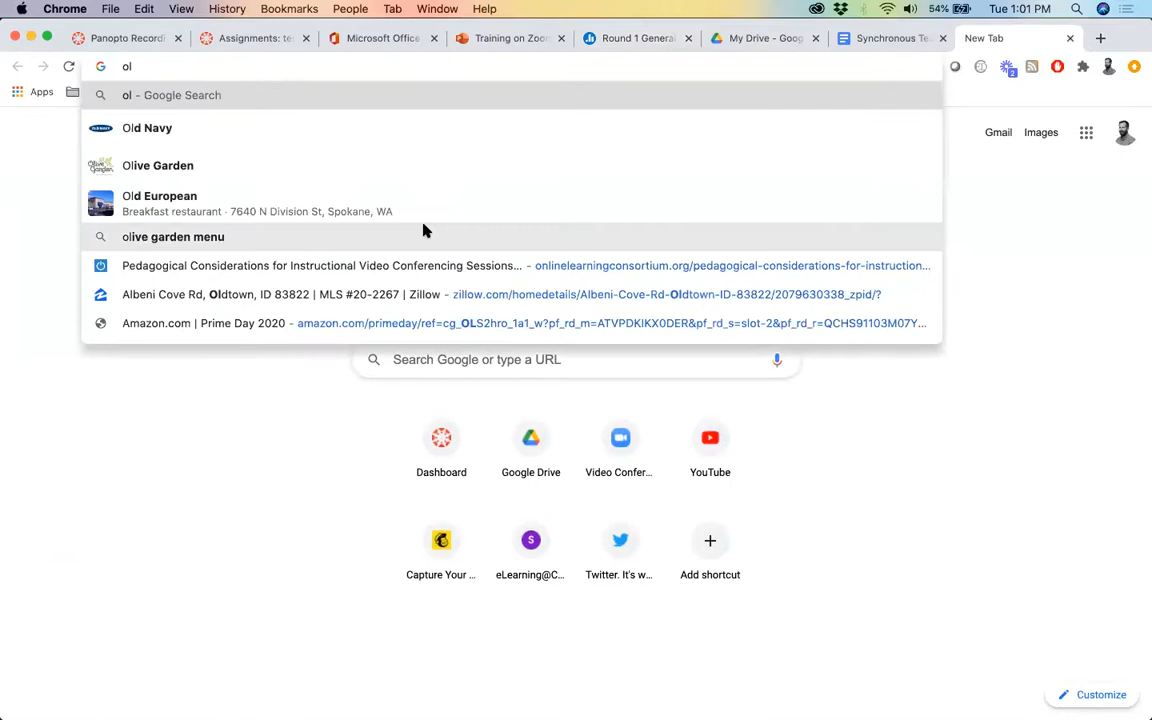 Chrome File Edit View History Bookmarks People Tab Window Help 54% Tue 1:01 PM
Panopto Recordi Assignments: te Microsoft Office Training on Zoo Round 1 Genera My Drive - Goog Synchronous Te New Tab
ol
2
Apps
ol - Google Search
Old Navy
Olive Garden
Old European
Breakfast restaurant · 7640 N Division St, Spokane, WA
olive garden menu
Pedagogical Considerations for Instructional Video Conferencing Sessions... - onlinelearningconsortium.org/pedagogical-considerations-for-instruction...
Albeni Cove Rd, Oldtown, ID 83822 | MLS #20-2267 | Zillow - zillow.com/homedetails/Albeni-Cove-Rd-Oldtown-ID-83822/2079630338_zpid/?
Amazon.com | Prime Day 2020 - amazon.com/primeday/ref=cg_OLS2hro_1a1_w?pf_rd_m=ATVPDKIKX0DER&pf_rd_s=slot-2&pf_rd_r=QCHS91103M07Y...
Gmail Images
Search Google or type a URL
Dashboard Google Drive Video Confer... YouTube
S
Capture Your ... eLearning@C... Twitter. It's w... Add shortcut
Customize